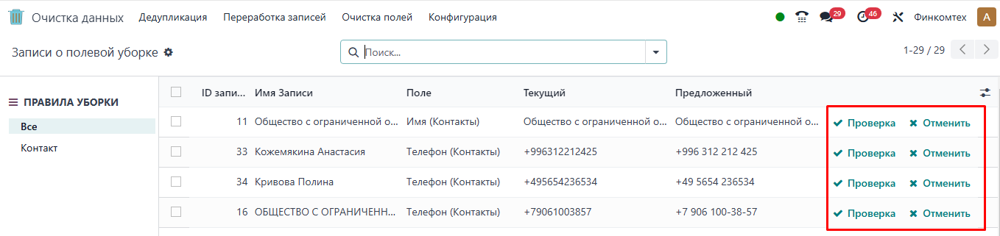 Очистка данных Дедупликация Переработка записей Очистка полей Конфигурация 29 46 Финкомтех A
Записи о полевой уборке Поиск... 1-29 / 29
ПРАВИЛА УБОРКИ
Все
Контакт
ID запи... Имя Записи Поле Текущий Предложенный
11 Общество с ограниченной о... Имя (Контакты) Общество с ограниченной о... Общество с ограниченной о... Проверка Отменить
33 Кожемякина Анастасия Телефон (Контакты) +996312212425 +996 312 212 425 Проверка Отменить
34 Кривова Полина Телефон (Контакты) +495654236534 +49 5654 236534 Проверка Отменить
16 ОБЩЕСТВО С ОГРАНИЧЕНН... Телефон (Контакты) +79061003857 +7 906 100-38-57 Проверка Отменить